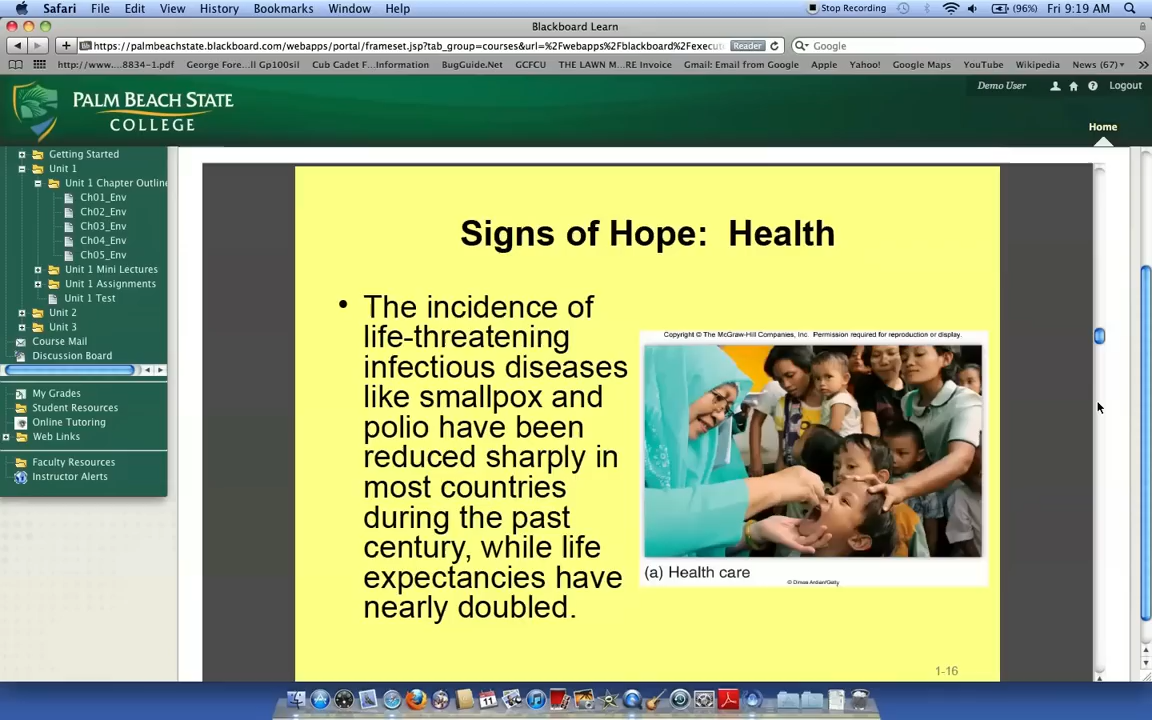 Safari File Edit View History Bookmarks Window Help
Stop Recording (96%) Fri 9:19 AM
Blackboard Learn
https://palmbeachstate.blackboard.com/webapps/portal/frameset.jsp?tab_group=courses&url=%2Fwebapps%2Fblackboard%2Fexecut Reader Google
http://www....8834-1.pdf George Fore...ll Gp100sil Cub Cadet F...Information BugGuide.Net GCFCU THE LAWN M...RE Invoice Gmail: Email from Google Apple Yahoo! Google Maps YouTube Wikipedia News (67)
PALM BEACH STATE
COLLEGE
Demo User Logout
Home
Getting Started
Unit 1
Unit 1 Chapter Outline
Ch01_Env
Ch02_Env
Ch03_Env
Ch04_Env
Ch05_Env
Unit 1 Mini Lectures
Unit 1 Assignments
Unit 1 Test
Unit 2
Unit 3
Course Mail
Discussion Board
My Grades
Student Resources
Online Tutoring
Web Links
Faculty Resources
Instructor Alerts
Signs of Hope: Health
• The incidence of
life-threatening
infectious diseases
like smallpox and
polio have been
reduced sharply in
most countries
during the past
century, while life
expectancies have
nearly doubled.
Copyright © The McGraw-Hill Companies, Inc. Permission required for reproduction or display.
(a) Health care
1-16